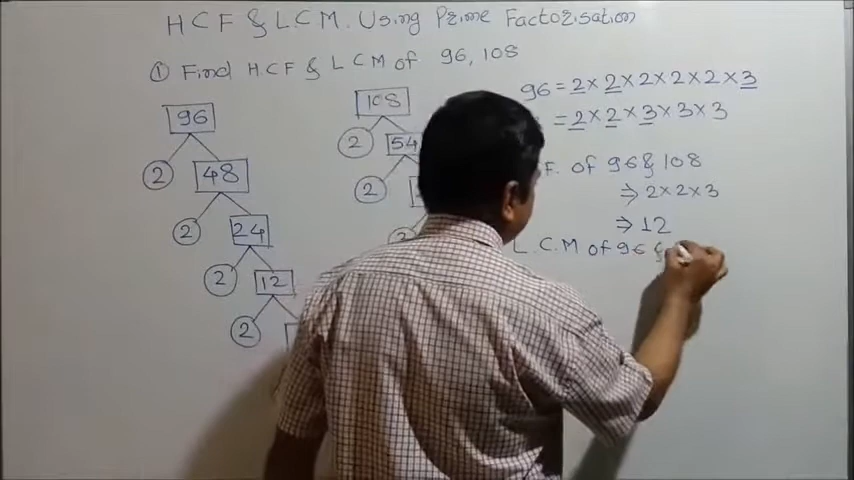 HCF & L.C.M. Using Prime Factorisation
① Find HCF & LCM of 96, 108
96
2 48
2 24
2 12
2
108
2 54
2
96 = 2×2×2×2×2×3
= 2×2×3×3×3
F. of 96 & 108
⇒ 2×2×3
⇒ 12
L.C.M of 96 &